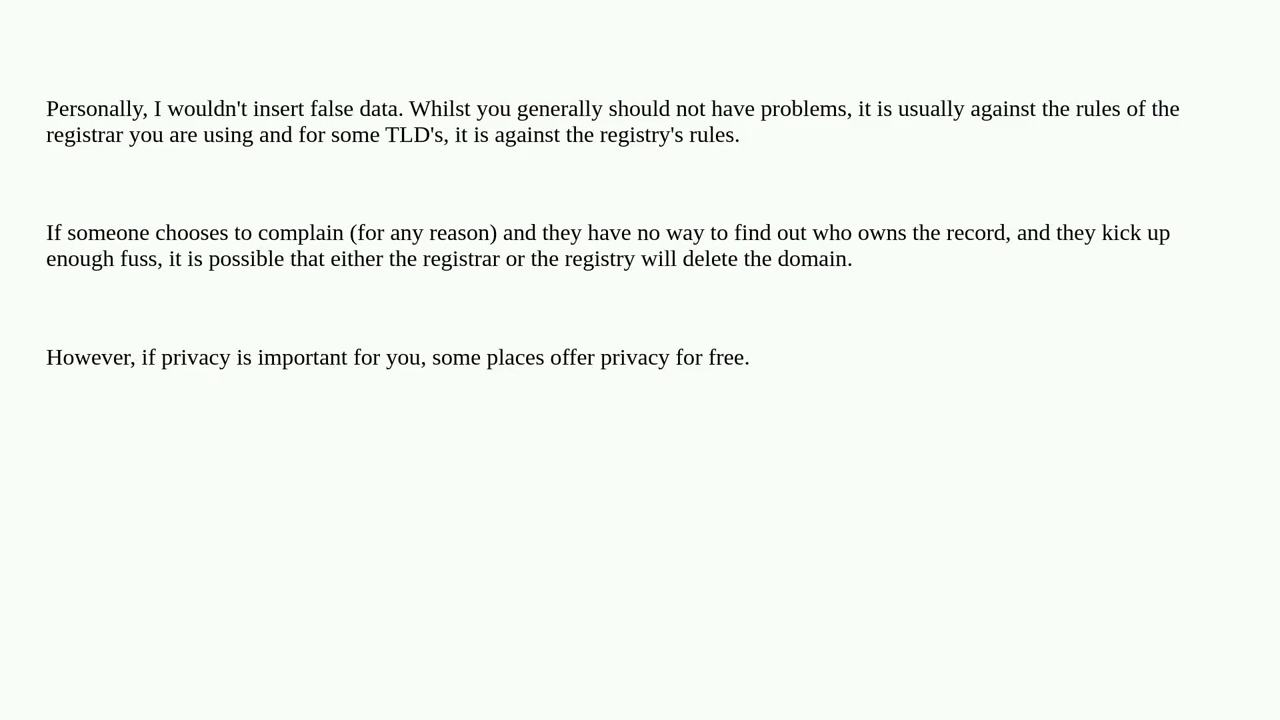 Personally, I wouldn't insert false data. Whilst you generally should not have problems, it is usually against the rules of the
registrar you are using and for some TLD's, it is against the registry's rules.
If someone chooses to complain (for any reason) and they have no way to find out who owns the record, and they kick up
enough fuss, it is possible that either the registrar or the registry will delete the domain.
However, if privacy is important for you, some places offer privacy for free.